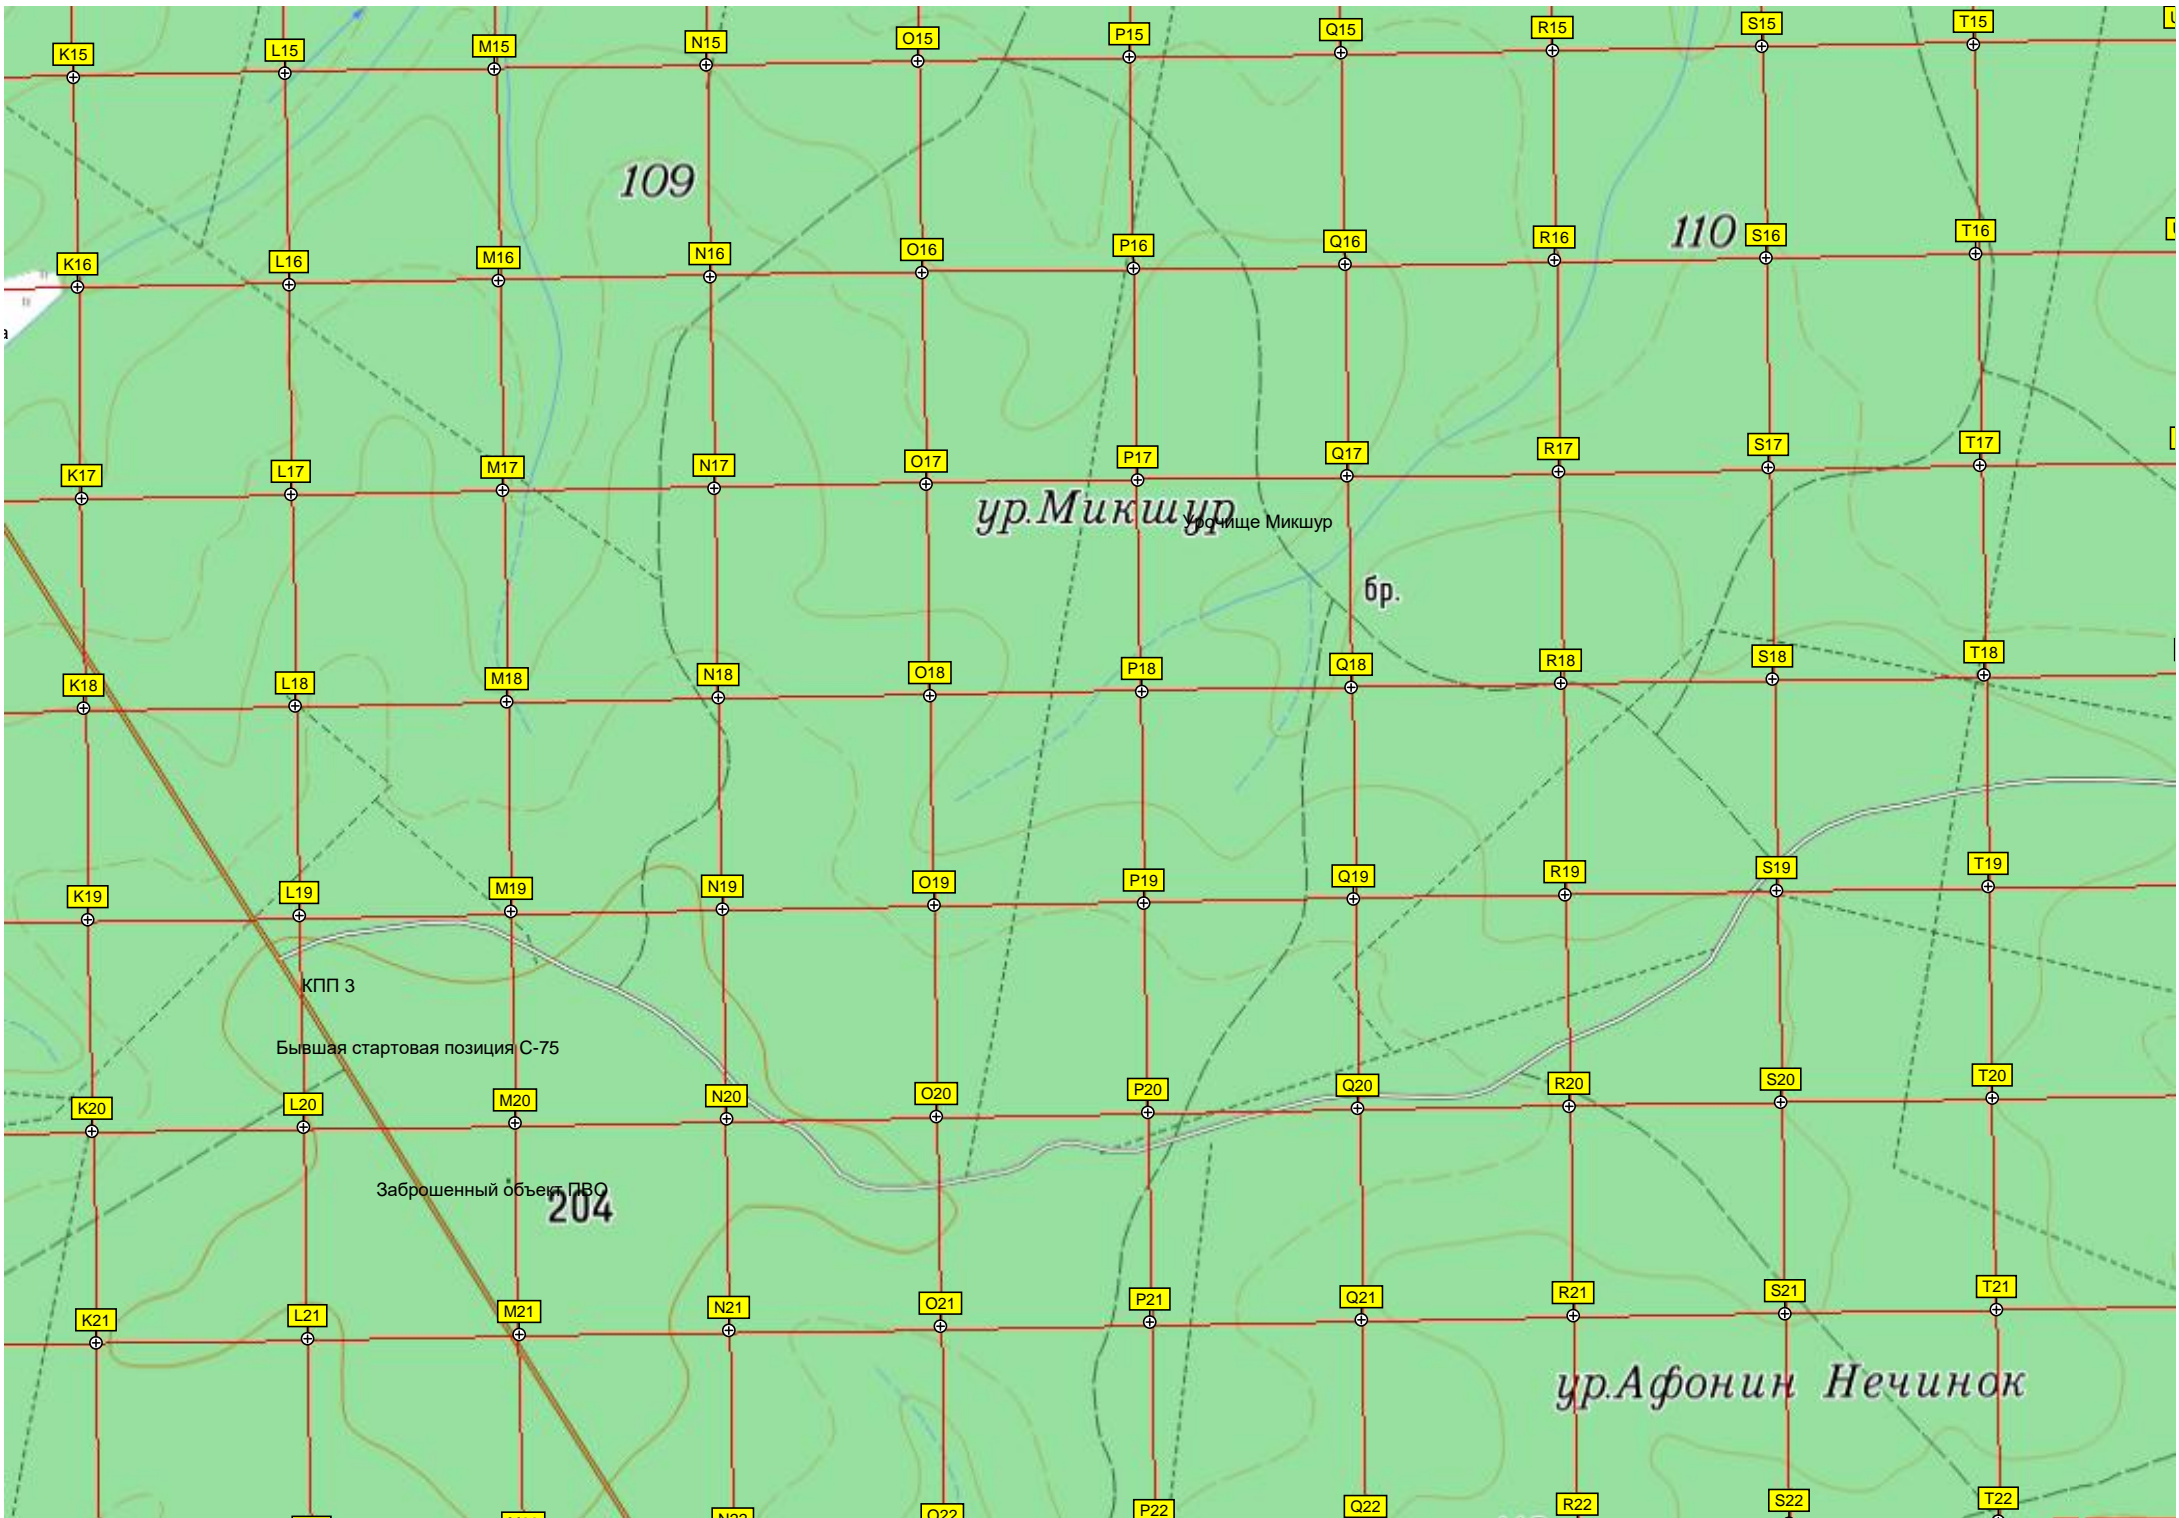 K15 L15 M15 N15 O15 P15 Q15 R15 S15 T15
109
110
K16 L16 M16 N16 O16 P16 Q16 R16 S16 T16
а
K17 L17 M17 N17 O17 P17 Q17 R17 S17 T17
ур.Микшур
Урочище Микшур
бр.
K18 L18 M18 N18 O18 P18 Q18 R18 S18 T18
K19 L19 M19 N19 O19 P19 Q19 R19 S19 T19
КПП 3
Бывшая стартовая позиция С-75
K20 L20 M20 N20 O20 P20 Q20 R20 S20 T20
Заброшенный объект ПВО
204
K21 L21 M21 N21 O21 P21 Q21 R21 S21 T21
ур.Афонин Нечинок
O22 P22 Q22 R22 S22 T22